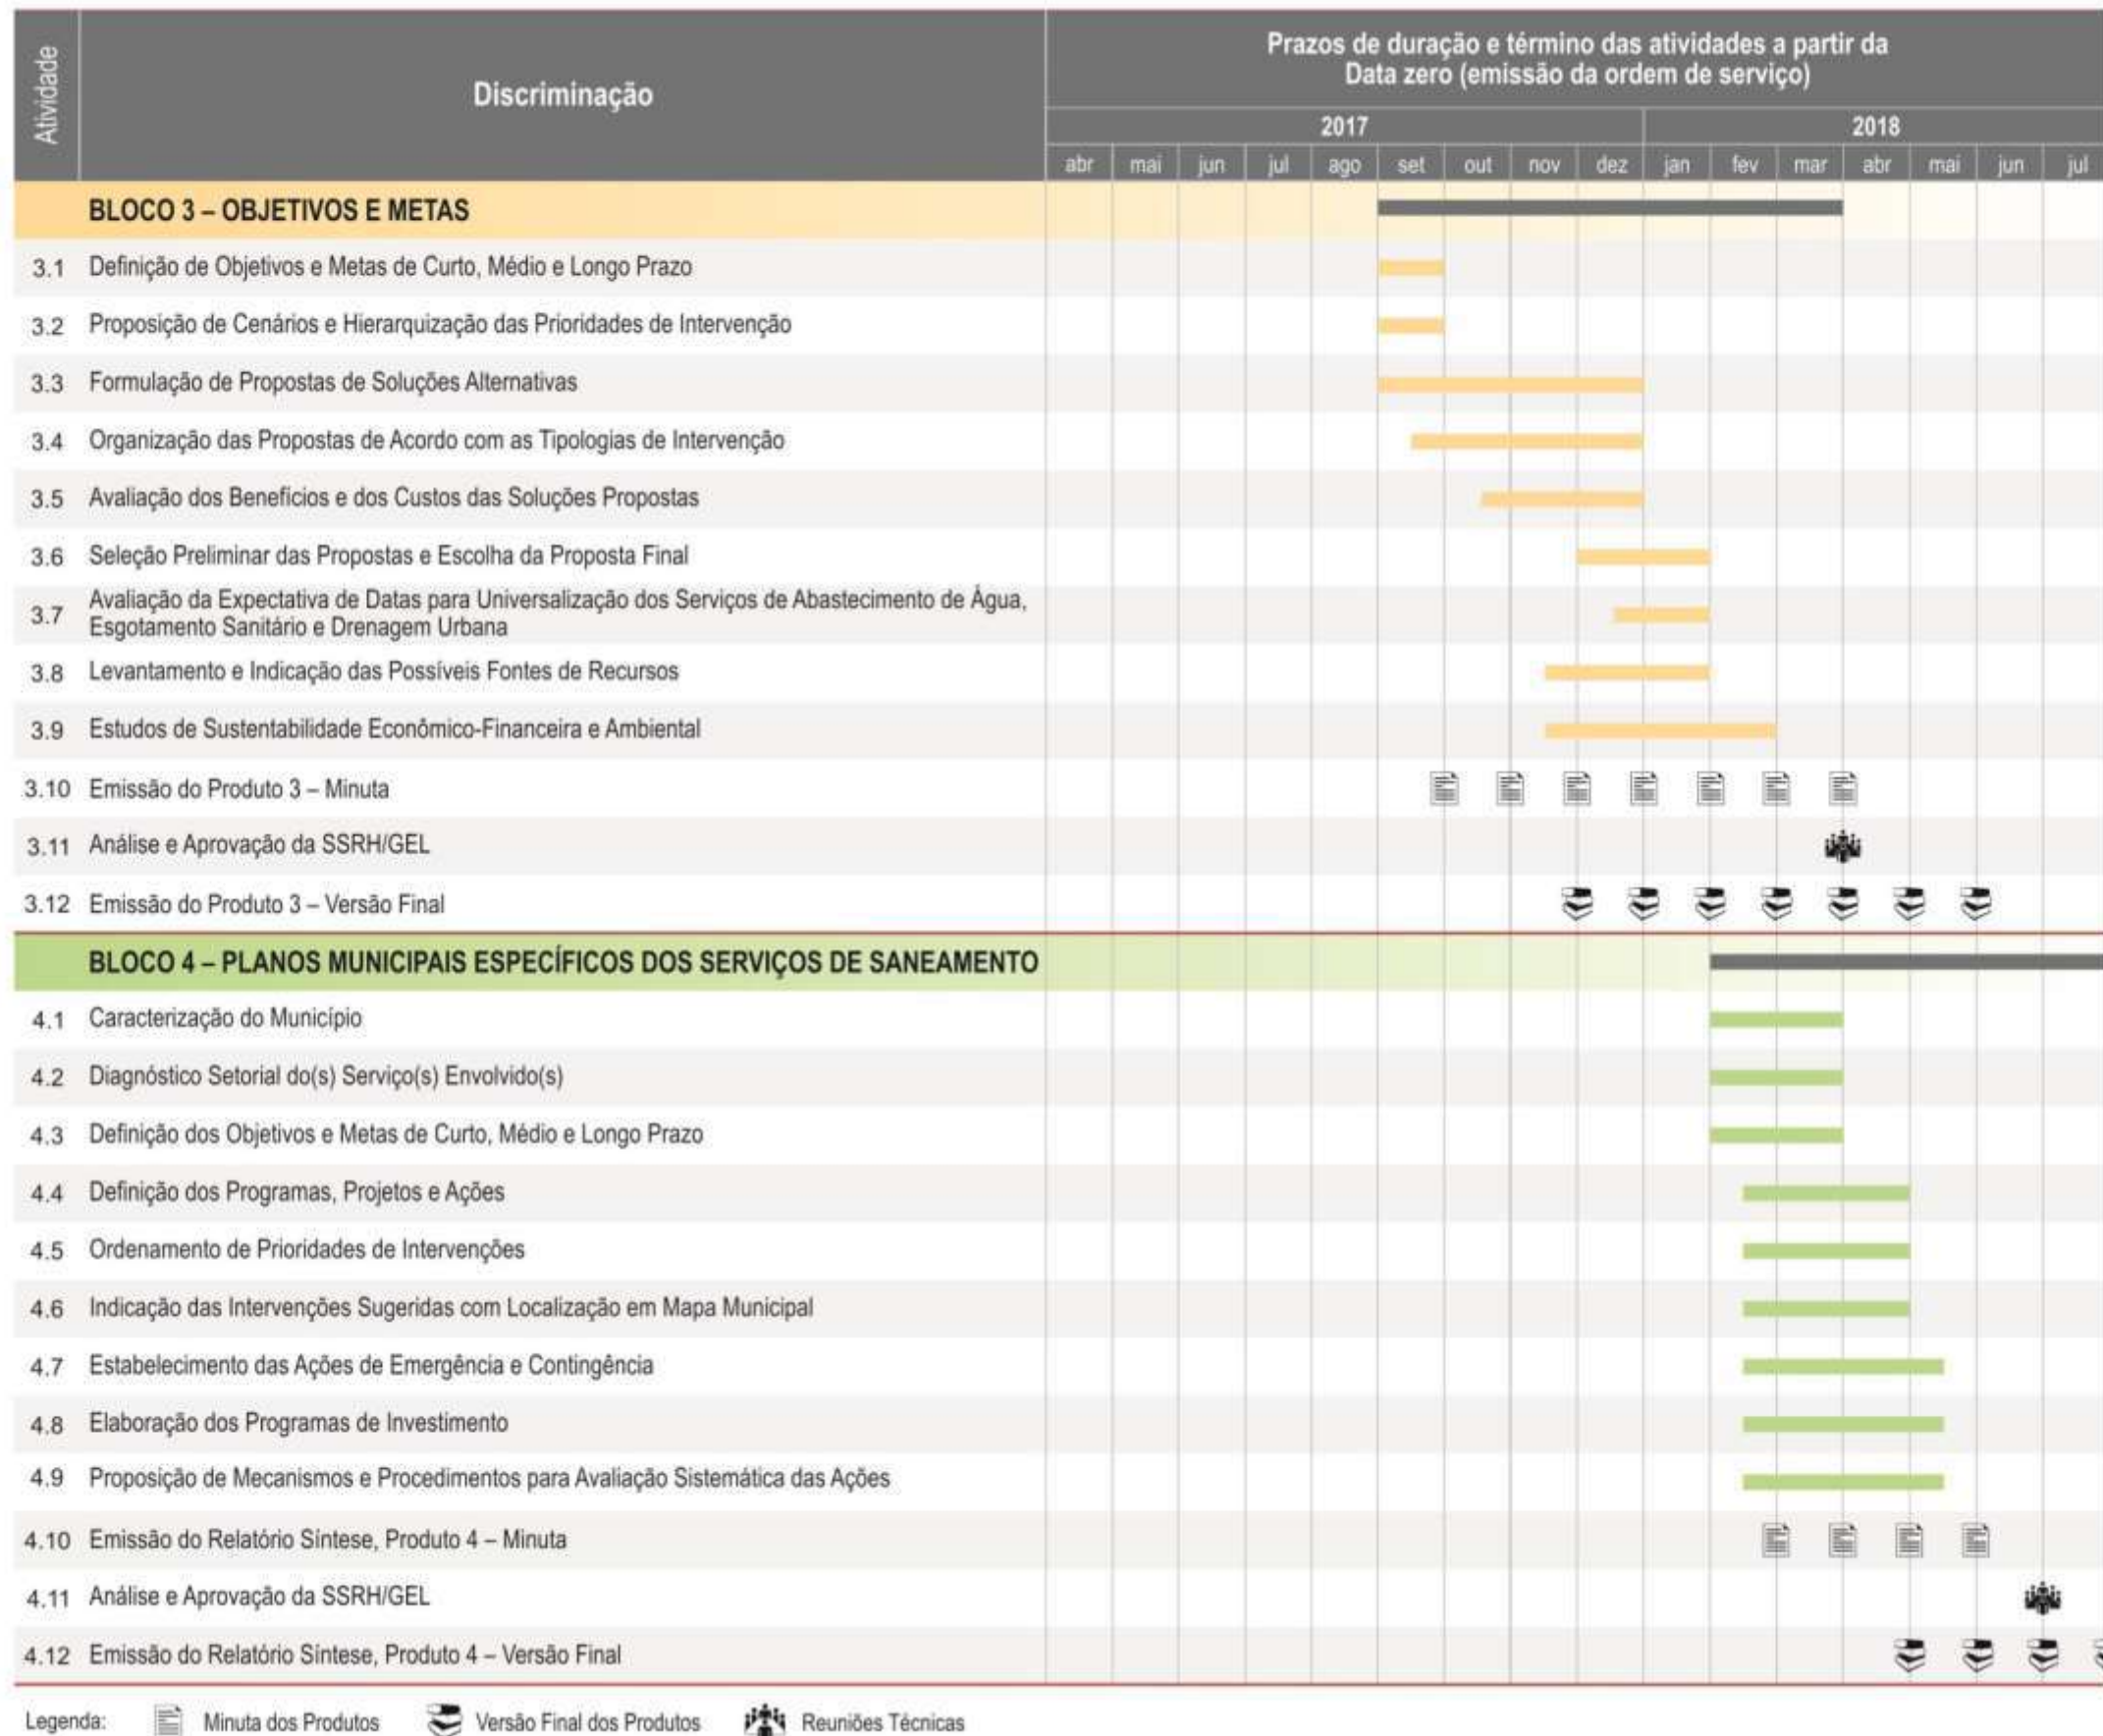 Atividade
Discriminação
Prazos de duração e término das atividades a partir da
Data zero (emissão da ordem de serviço)
2017 2018
abr mai jun jul ago set out nov dez jan fev mar abr mai jun jul
BLOCO 3 – OBJETIVOS E METAS
3.1 Definição de Objetivos e Metas de Curto, Médio e Longo Prazo
3.2 Proposição de Cenários e Hierarquização das Prioridades de Intervenção
3.3 Formulação de Propostas de Soluções Alternativas
3.4 Organização das Propostas de Acordo com as Tipologias de Intervenção
3.5 Avaliação dos Benefícios e dos Custos das Soluções Propostas
3.6 Seleção Preliminar das Propostas e Escolha da Proposta Final
3.7 Avaliação da Expectativa de Datas para Universalização dos Serviços de Abastecimento de Água,
Esgotamento Sanitário e Drenagem Urbana
3.8 Levantamento e Indicação das Possíveis Fontes de Recursos
3.9 Estudos de Sustentabilidade Econômico-Financeira e Ambiental
3.10 Emissão do Produto 3 – Minuta
3.11 Análise e Aprovação da SSRH/GEL
3.12 Emissão do Produto 3 – Versão Final
BLOCO 4 – PLANOS MUNICIPAIS ESPECÍFICOS DOS SERVIÇOS DE SANEAMENTO
4.1 Caracterização do Município
4.2 Diagnóstico Setorial do(s) Serviço(s) Envolvido(s)
4.3 Definição dos Objetivos e Metas de Curto, Médio e Longo Prazo
4.4 Definição dos Programas, Projetos e Ações
4.5 Ordenamento de Prioridades de Intervenções
4.6 Indicação das Intervenções Sugeridas com Localização em Mapa Municipal
4.7 Estabelecimento das Ações de Emergência e Contingência
4.8 Elaboração dos Programas de Investimento
4.9 Proposição de Mecanismos e Procedimentos para Avaliação Sistemática das Ações
4.10 Emissão do Relatório Síntese, Produto 4 – Minuta
4.11 Análise e Aprovação da SSRH/GEL
4.12 Emissão do Relatório Síntese, Produto 4 – Versão Final
Legenda: Minuta dos Produtos Versão Final dos Produtos Reuniões Técnicas